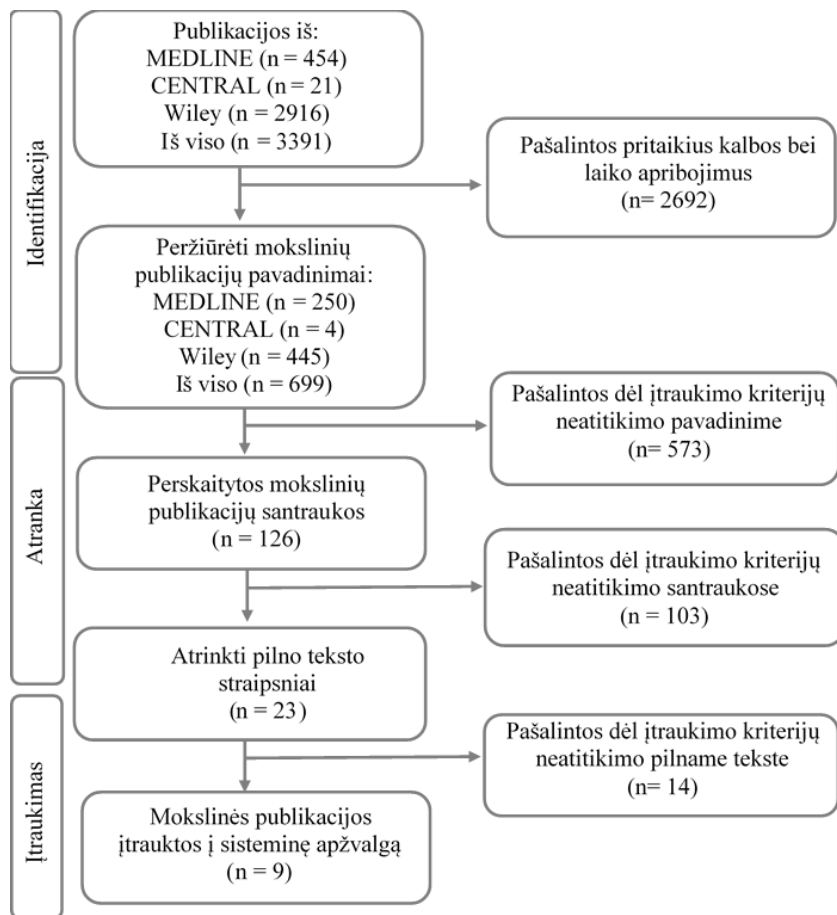 Identifikacija
Publikacijos iš:
MEDLINE (n = 454)
CENTRAL (n = 21)
Wiley (n = 2916)
Iš viso (n = 3391)
Pašalintos pritaikius kalbos bei
laiko apribojimus
(n= 2692)
Peržiūrėti mokslinių
publikacijų pavadinimai:
MEDLINE (n = 250)
CENTRAL (n = 4)
Wiley (n = 445)
Iš viso (n = 699)
Atranka
Pašalintos dėl įtraukimo kriterijų
neatitikimo pavadinime
(n= 573)
Perskaitytos mokslinių
publikacijų santraukos
(n = 126)
Pašalintos dėl įtraukimo kriterijų
neatitikimo santraukose
(n = 103)
Atrinkti pilno teksto
straipsniai
(n = 23)
Įtraukimas
Pašalintos dėl įtraukimo kriterijų
neatitikimo pilname tekste
(n= 14)
Mokslinės publikacijos
įtrauktos į sisteminę apžvalgą
(n = 9)